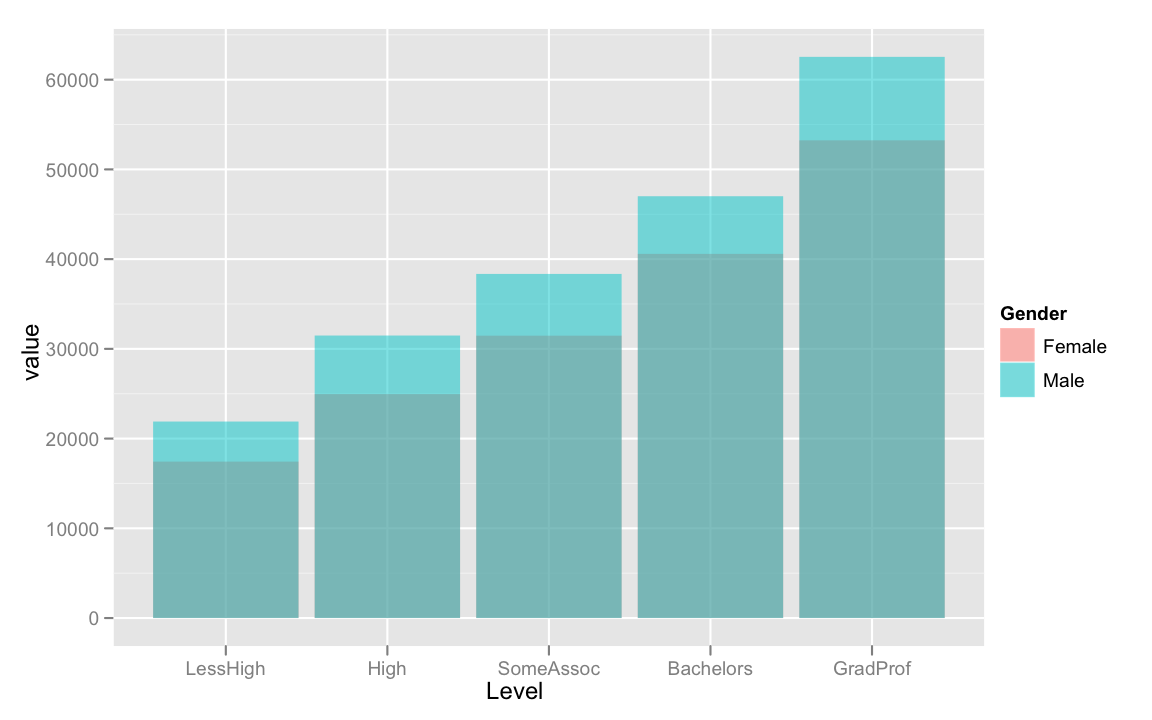 60000
50000
40000
30000
20000
10000
0
value
LessHigh High SomeAssoc Bachelors GradProf
Level
Gender
Female
Male